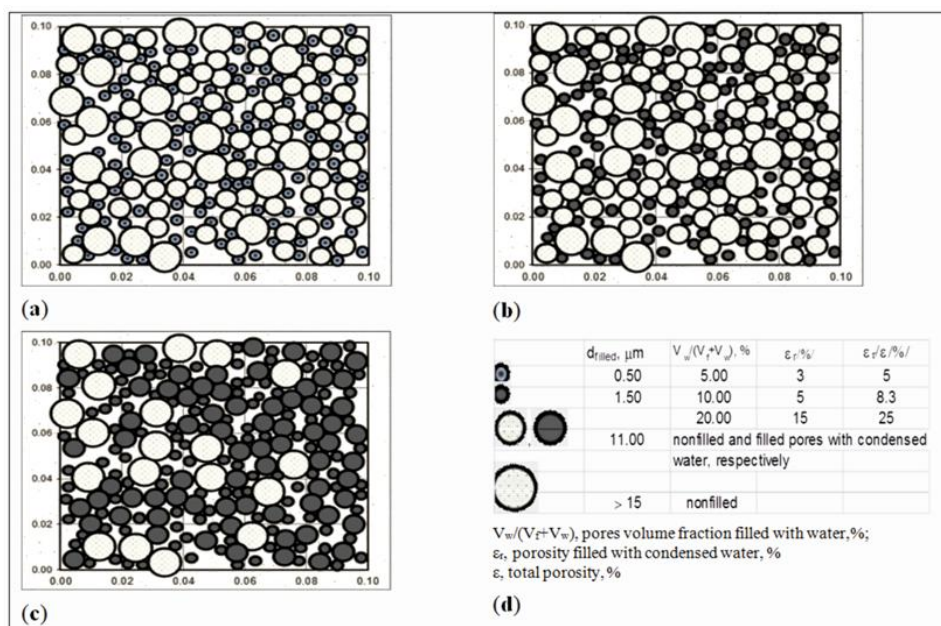 0.10
0.08
0.06
0.04
0.02
0.00
0.00 0.02 0.04 0.06 0.08 0.10
(a)
0.10
0.08
0.06
0.04
0.02
0.00
0.00 0.02 0.04 0.06 0.08 0.10
(b)
0.10
0.08
0.06
0.04
0.02
0.00
0.00 0.02 0.04 0.06 0.08 0.10
(c)
d filled, μm V w/(Vf+Vw), % εf/%/ εf/ε/%/
0.50 5.00 3 5
1.50 10.00 5 8.3
20.00 15 25
, 11.00 nonfilled and filled pores with condensed
water, respectively
> 15 nonfilled
Vw/(Vf+Vw), pores volume fraction filled with water,%;
εf, porosity filled with condensed water, %
ε, total porosity, %
(d)